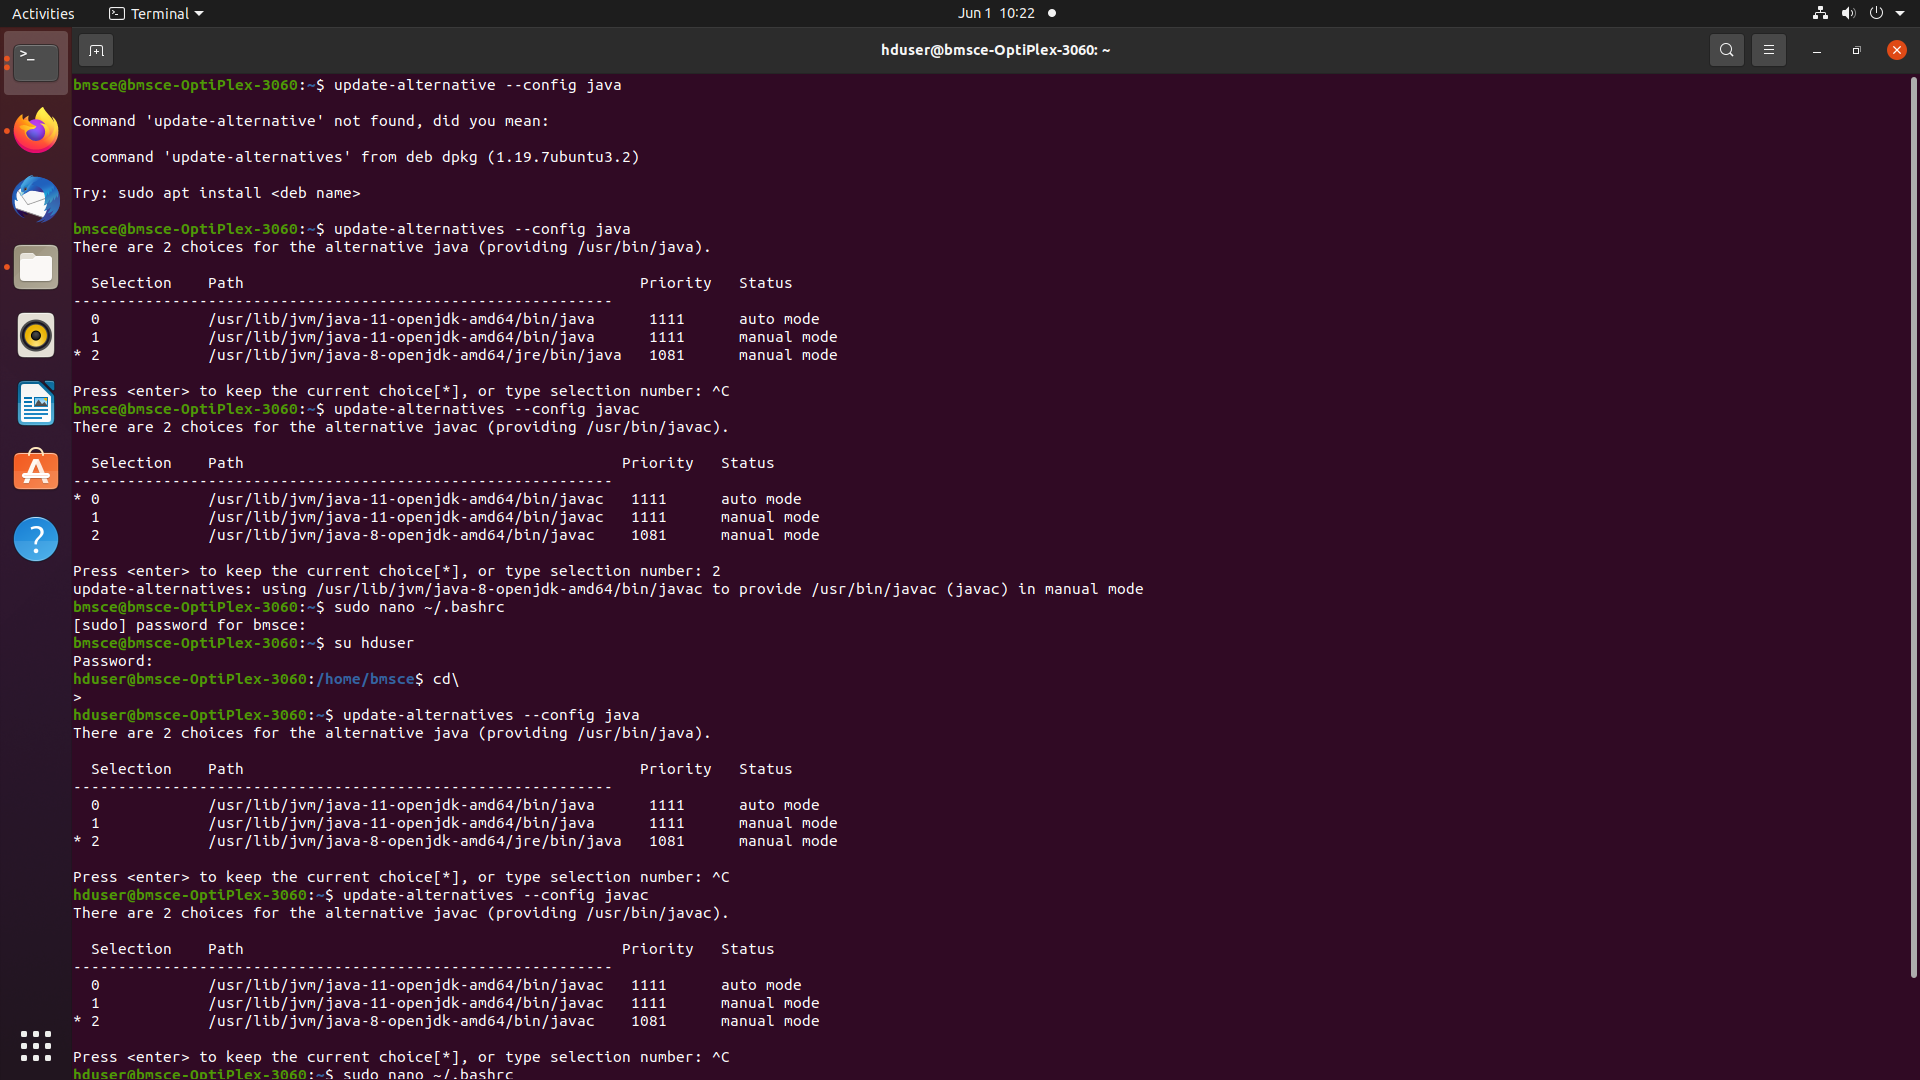 Activities
Terminal
Jun 1 10:22
hduser@bmsce-OptiPlex-3060: ~
bmsce@bmsce-OptiPlex-3060:~$ update-alternative --config java
Command 'update-alternative' not found, did you mean:
command 'update-alternatives' from deb dpkg (1.19.7ubuntu3.2)
Try: sudo apt install <deb name>
bmsce@bmsce-OptiPlex-3060:~$ update-alternatives --config java
There are 2 choices for the alternative java (providing /usr/bin/java).
Selection    Path                                            Priority   Status
------------------------------------------------------------
0            /usr/lib/jvm/java-11-openjdk-amd64/bin/java      1111      auto mode
1            /usr/lib/jvm/java-11-openjdk-amd64/bin/java      1111      manual mode
* 2            /usr/lib/jvm/java-8-openjdk-amd64/jre/bin/java   1081      manual mode
Press <enter> to keep the current choice[*], or type selection number: ^C
bmsce@bmsce-OptiPlex-3060:~$ update-alternatives --config javac
There are 2 choices for the alternative javac (providing /usr/bin/javac).
Selection    Path                                          Priority   Status
------------------------------------------------------------
* 0            /usr/lib/jvm/java-11-openjdk-amd64/bin/javac   1111      auto mode
1            /usr/lib/jvm/java-11-openjdk-amd64/bin/javac   1111      manual mode
2            /usr/lib/jvm/java-8-openjdk-amd64/bin/javac    1081      manual mode
Press <enter> to keep the current choice[*], or type selection number: 2
update-alternatives: using /usr/lib/jvm/java-8-openjdk-amd64/bin/javac to provide /usr/bin/javac (javac) in manual mode
bmsce@bmsce-OptiPlex-3060:~$ sudo nano ~/.bashrc
[sudo] password for bmsce:
bmsce@bmsce-OptiPlex-3060:~$ su hduser
Password:
hduser@bmsce-OptiPlex-3060:/home/bmsce$ cd\
>
hduser@bmsce-OptiPlex-3060:~$ update-alternatives --config java
There are 2 choices for the alternative java (providing /usr/bin/java).
Selection    Path                                            Priority   Status
------------------------------------------------------------
0            /usr/lib/jvm/java-11-openjdk-amd64/bin/java      1111      auto mode
1            /usr/lib/jvm/java-11-openjdk-amd64/bin/java      1111      manual mode
* 2            /usr/lib/jvm/java-8-openjdk-amd64/jre/bin/java   1081      manual mode
Press <enter> to keep the current choice[*], or type selection number: ^C
hduser@bmsce-OptiPlex-3060:~$ update-alternatives --config javac
There are 2 choices for the alternative javac (providing /usr/bin/javac).
Selection    Path                                          Priority   Status
------------------------------------------------------------
0            /usr/lib/jvm/java-11-openjdk-amd64/bin/javac   1111      auto mode
1            /usr/lib/jvm/java-11-openjdk-amd64/bin/javac   1111      manual mode
* 2            /usr/lib/jvm/java-8-openjdk-amd64/bin/javac    1081      manual mode
Press <enter> to keep the current choice[*], or type selection number: ^C
hduser@bmsce-OptiPlex-3060:~$ sudo nano ~/.bashrc